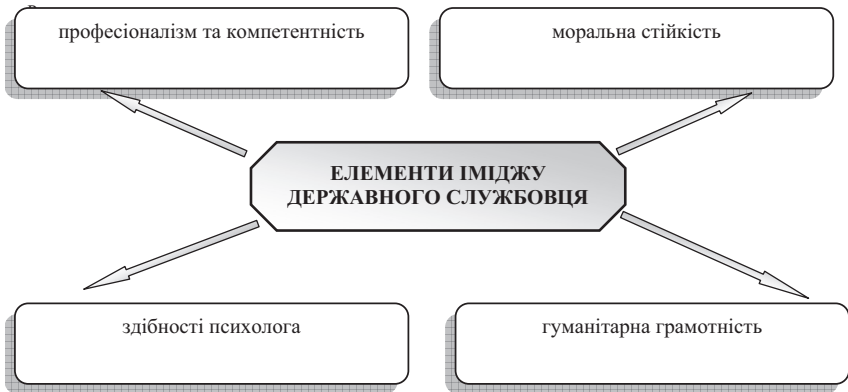 професіоналізм та компетентність
моральна стійкість
ЕЛЕМЕНТИ ІМІДЖУ
ДЕРЖАВНОГО СЛУЖБОВЦЯ
здібності психолога
гуманітарна грамотність